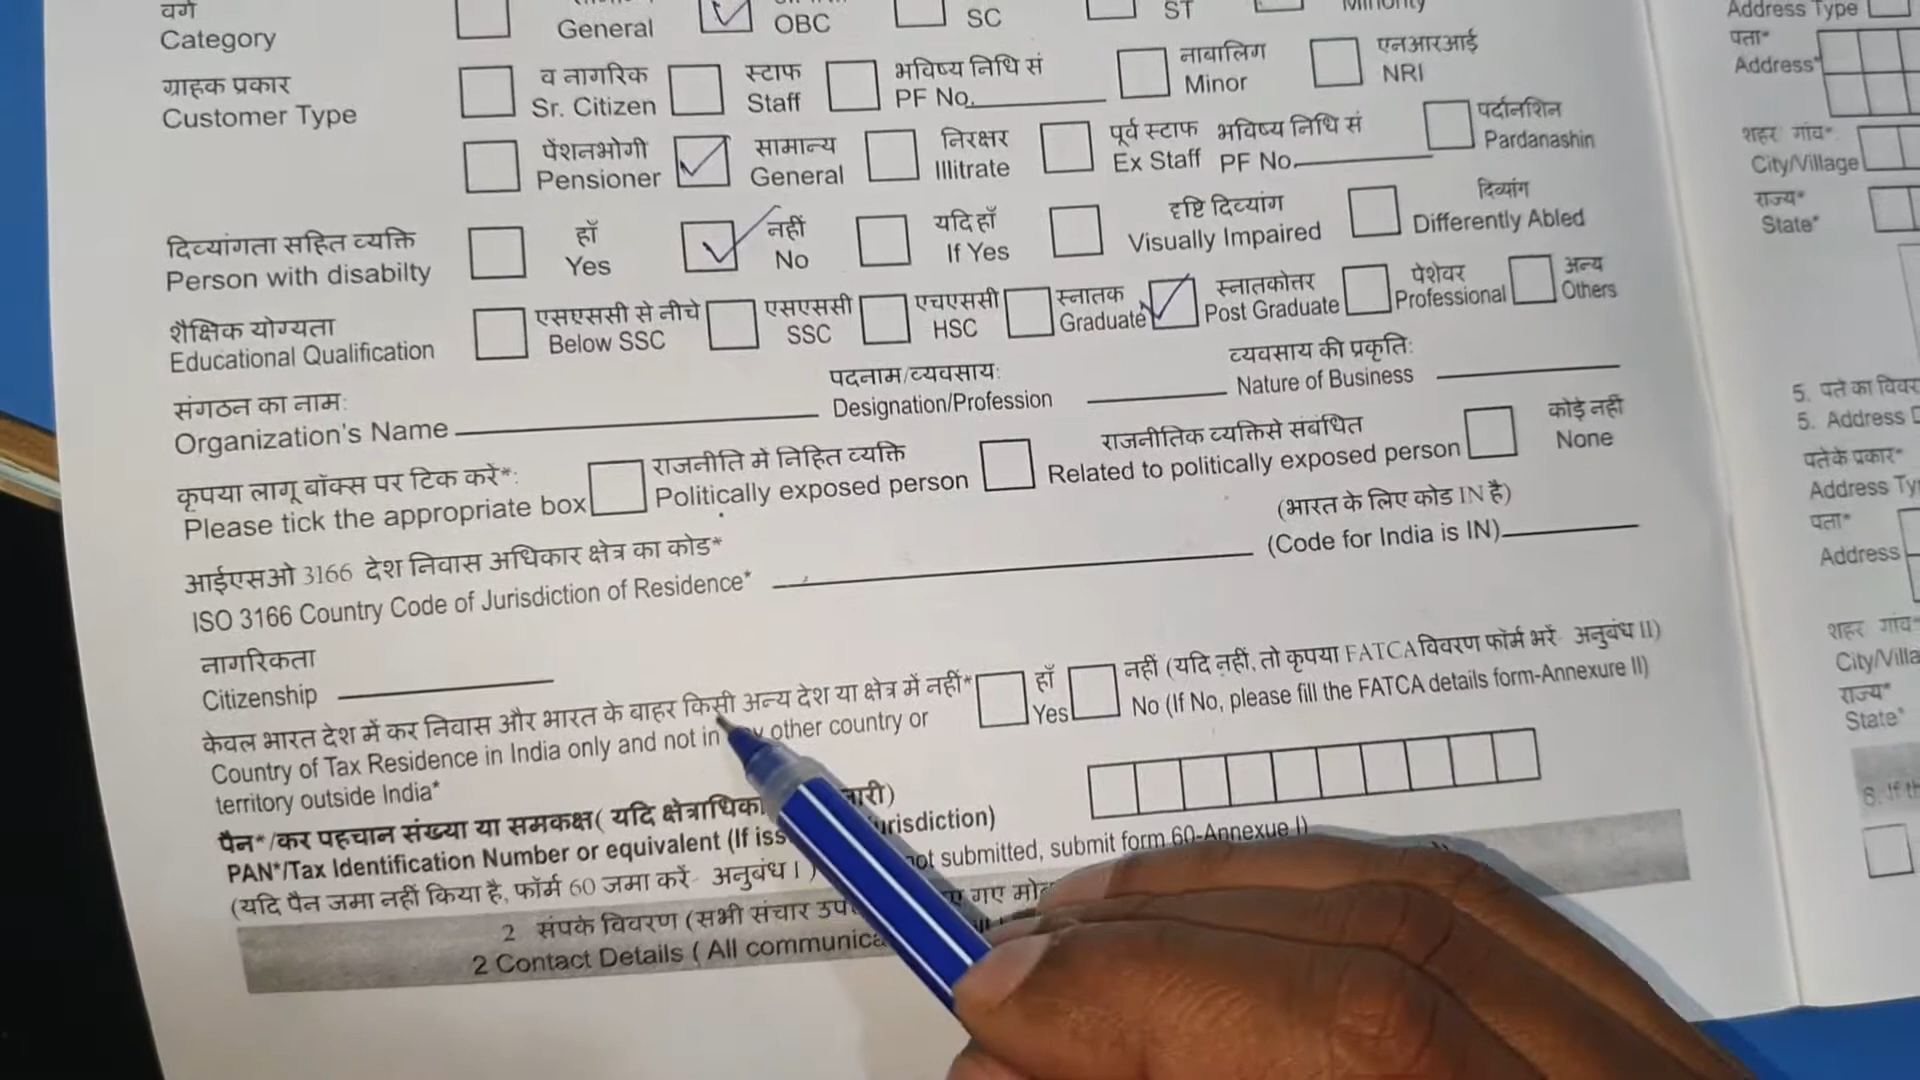 वर्ग
Category
General
OBC
SC
ST
Minority
ग्राहक प्रकार
Customer Type
व नागरिक
Sr. Citizen
स्टाफ
Staff
भविष्य निधि सं
PF No.
नाबालिग
Minor
एनआरआई
NRI
पेंशनभोगी
Pensioner
सामान्य
General
निरक्षर
Illitrate
पूर्व स्टाफ भविष्य निधि सं
Ex Staff PF No.
पर्दानशिन
Pardanashin
दिव्यांगता सहित व्यक्ति
Person with disabilty
हाँ
Yes
नहीं
No
यदि हाँ
If Yes
दृष्टि दिव्यांग
Visually Impaired
दिव्यांग
Differently Abled
शैक्षिक योग्यता
Educational Qualification
एसएससी से नीचे
Below SSC
एसएससी
SSC
एचएससी
HSC
स्नातक
Graduate
स्नातकोत्तर
Post Graduate
पेशेवर
Professional
अन्य
Others
संगठन का नाम:
Organization's Name
पदनाम/व्यवसाय:
Designation/Profession
व्यवसाय की प्रकृति:
Nature of Business
कृपया लागू बॉक्स पर टिक करें*:
Please tick the appropriate box
राजनीति में निहित व्यक्ति
Politically exposed person
राजनीतिक व्यक्तिसे संबंधित
Related to politically exposed person
कोई नहीं
None
आईएसओ 3166 देश निवास अधिकार क्षेत्र का कोड*
ISO 3166 Country Code of Jurisdiction of Residence*
(भारत के लिए कोड IN है)
(Code for India is IN)
नागरिकता
Citizenship
केवल भारत देश में कर निवास और भारत के बाहर किसी अन्य देश या क्षेत्र में नहीं*
Country of Tax Residence in India only and not in other country or
territory outside India*
हाँ
Yes
नहीं (यदि नहीं, तो कृपया FATCA विवरण फॉर्म भरें- अनुबंध II)
No (If No, please fill the FATCA details form-Annexure II)
पैन*/कर पहचान संख्या या समकक्ष( यदि
PAN*/Tax Identification Number or equivalent (If
(यदि पैन जमा नहीं किया है, फॉर्म 60 जमा करें- अनुबंध I )
not submitted, submit form 60-Annexue I)
2 संपर्क विवरण (सभी संचार
2 Contact Details ( All
Address Type
पता*
Address*
शहर गांव*
City/Village
राज्य*
State*
5. पते का
5. Address
पतेके प्रकार*
Address
पता*
Address
शहर गांव*
राज्य*
State*